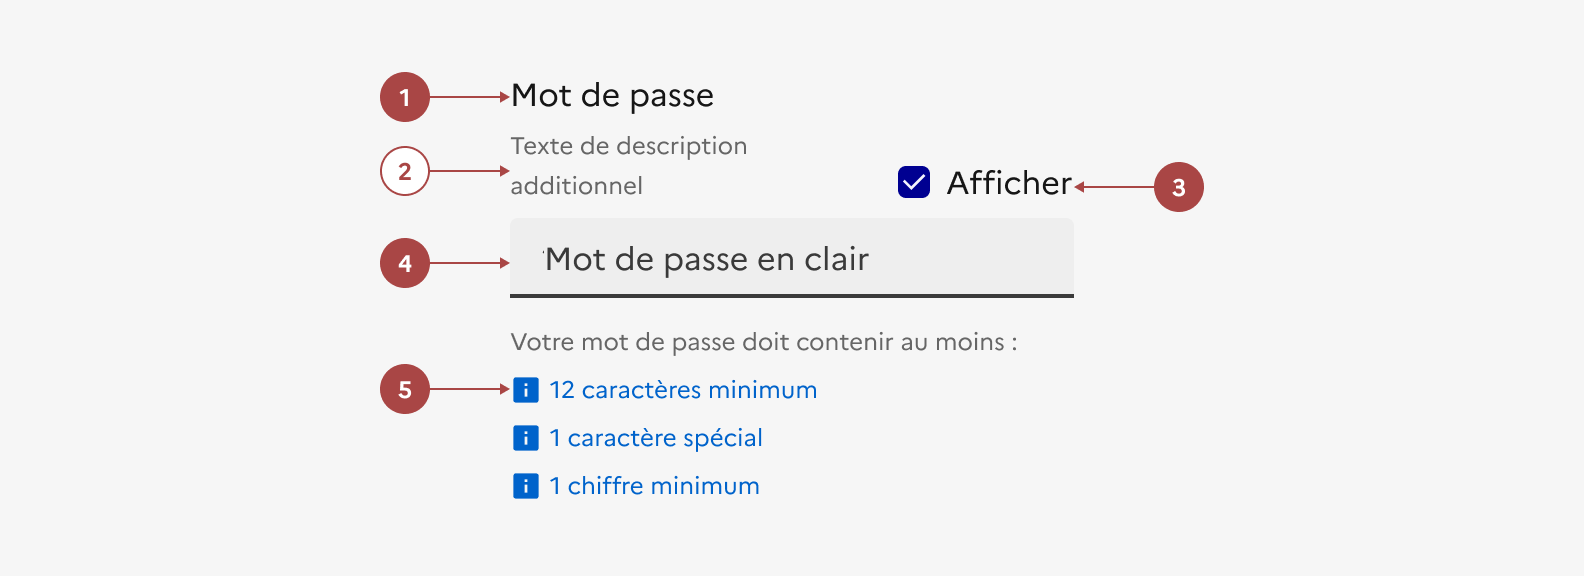 1 Mot de passe
2 Texte de description
additionnel
Afficher 3
4 Mot de passe en clair
Votre mot de passe doit contenir au moins :
5 i 12 caractères minimum
i 1 caractère spécial
i 1 chiffre minimum